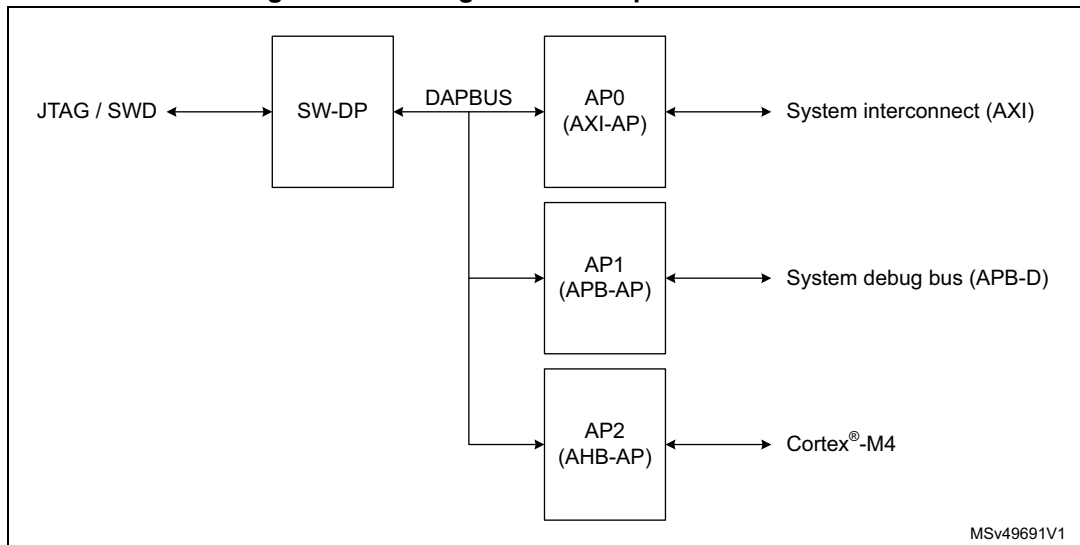 JTAG / SWD
SW-DP
DAPBUS
AP0
(AXI-AP)
System interconnect (AXI)
AP1
(APB-AP)
System debug bus (APB-D)
AP2
(AHB-AP)
Cortex®-M4
MSv49691V1